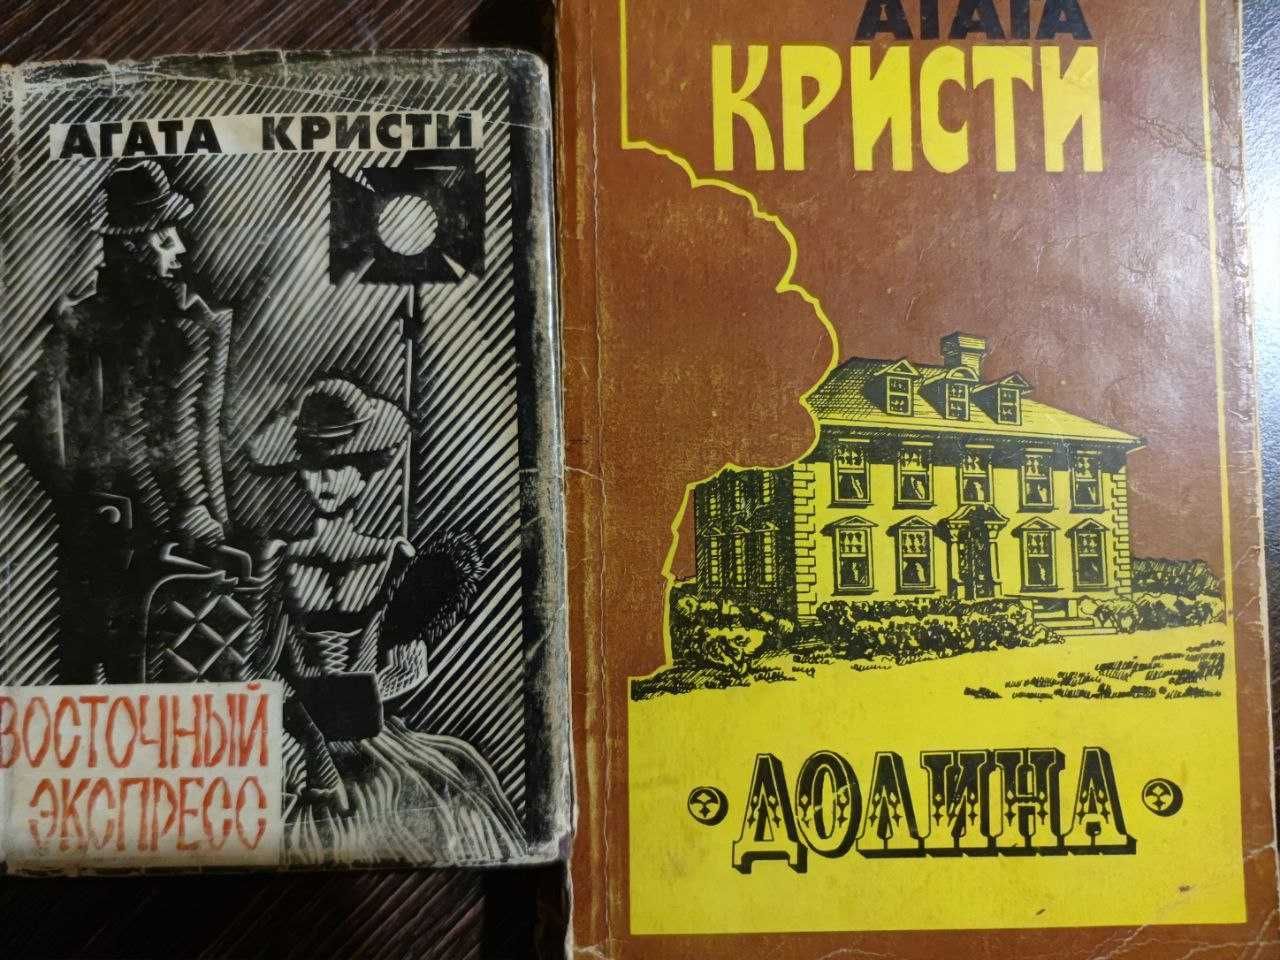 АГАТА КРИСТИ
ВОСТОЧНЫЙ
ЭКСПРЕСС
АГАТА
КРИСТИ
ДОЛИНА